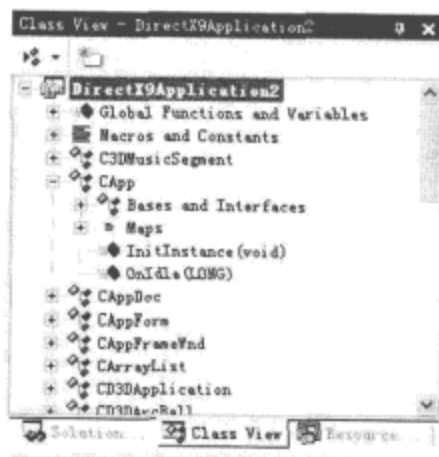 Class View - DirectX9Application2
DirectX9Application2
Global Functions and Variables
Macros and Constants
C3DMusicSegment
CApp
Bases and Interfaces
Maps
InitInstance(void)
OnIdle(LONG)
CAppDoc
CAppForm
CAppFrameWnd
CArrayList
CD3DApplication
CD3DArcBall
Solution... Class View Resource...